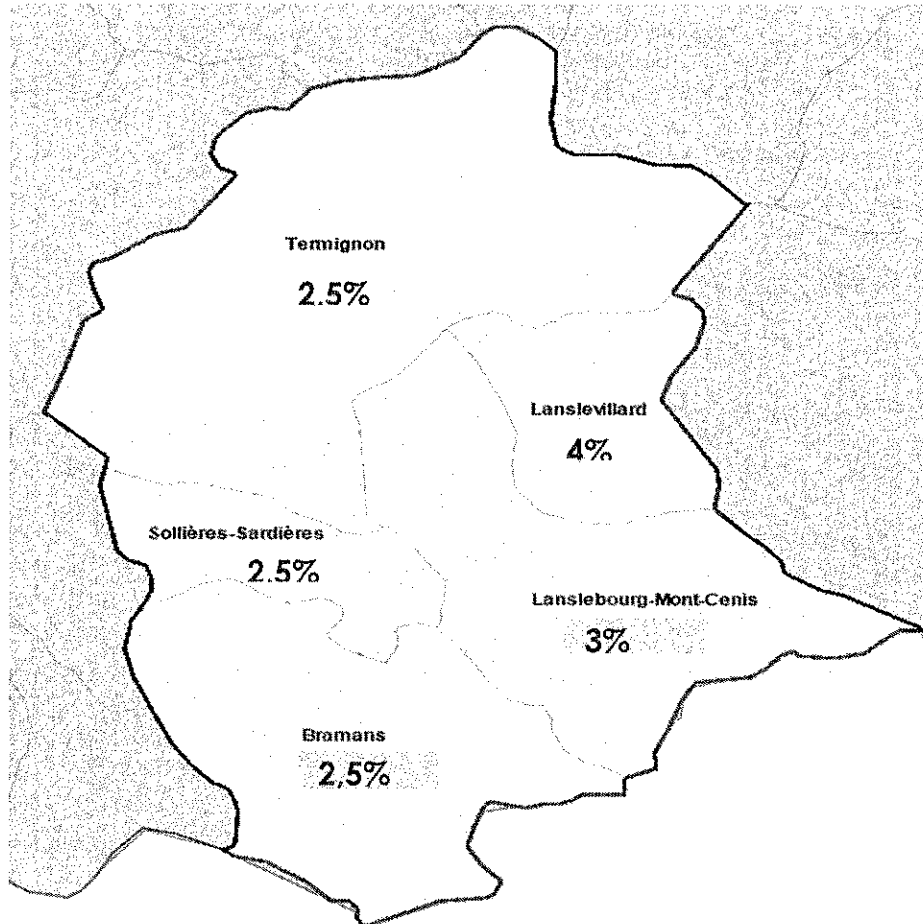 Termignon
2.5%
Lanslevillard
4%
Sollières-Sardières
2.5%
Lanslebourg-Mont-Cenis
3%
Bramans
2,5%